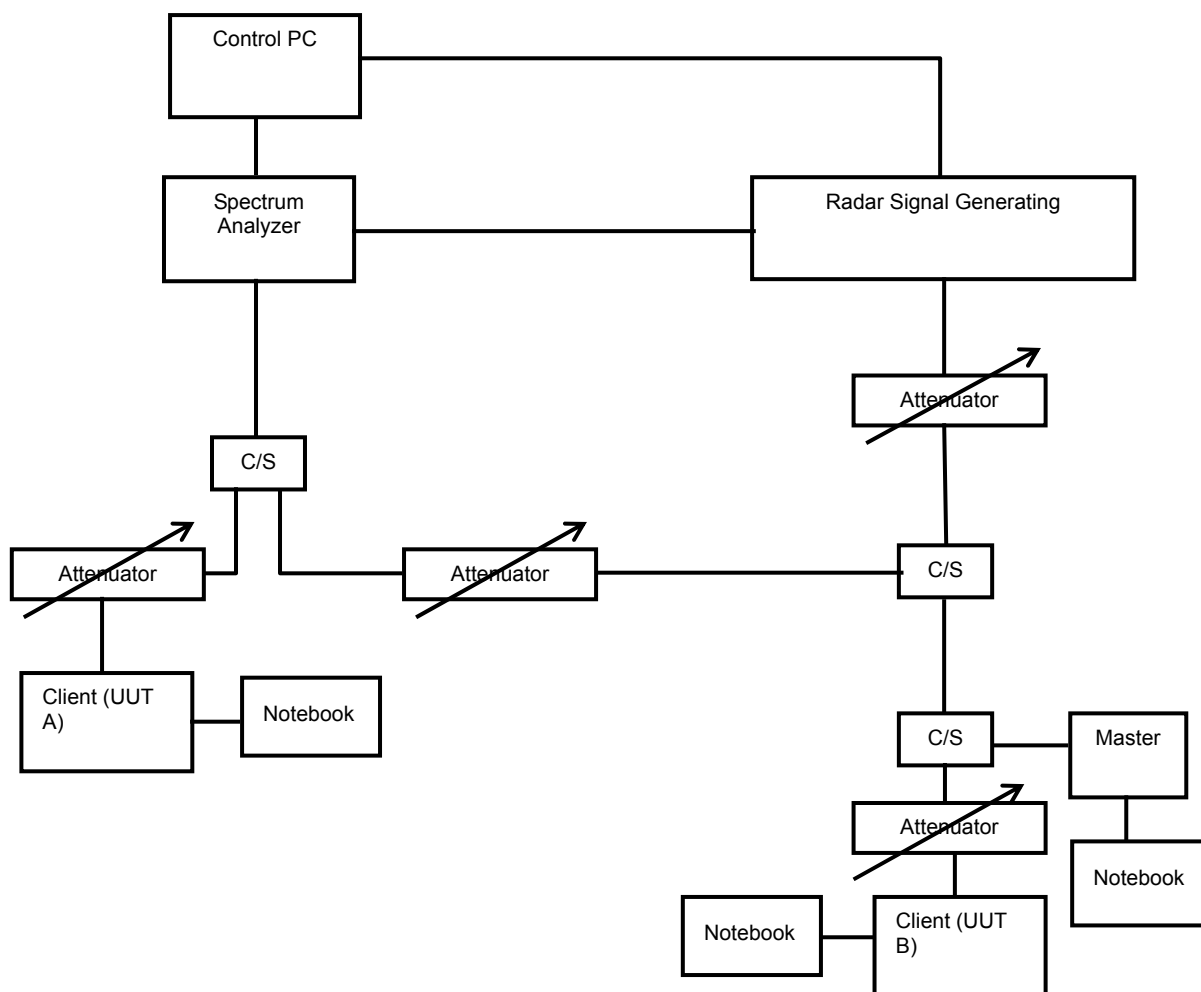 Control PC
Spectrum
Analyzer
Radar Signal Generating
Attenuator
C/S
Attenuator
Attenuator
C/S
Client (UUT
A)
Notebook
C/S
Master
Attenuator
Notebook
Notebook
Client (UUT
B)